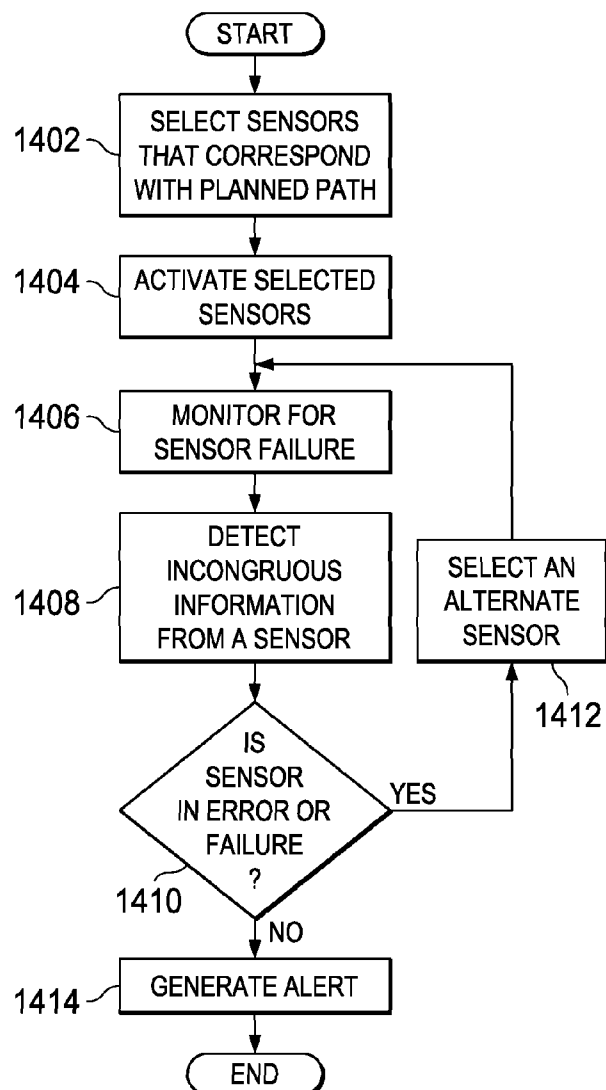 START
1402
SELECT SENSORS
THAT CORRESPOND
WITH PLANNED PATH
1404
ACTIVATE SELECTED
SENSORS
1406
MONITOR FOR
SENSOR FAILURE
1408
DETECT
INCONGRUOUS
INFORMATION
FROM A SENSOR
SELECT AN
ALTERNATE
SENSOR
1412
IS
SENSOR
IN ERROR OR
FAILURE
?
YES
1410
NO
1414
GENERATE ALERT
END